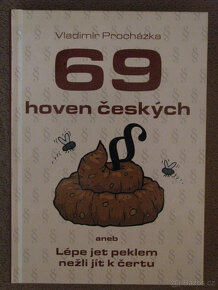 Vladimír Procházka
69
hoven českých
§
aneb
Lépe jet peklem
nežli jít k čertu